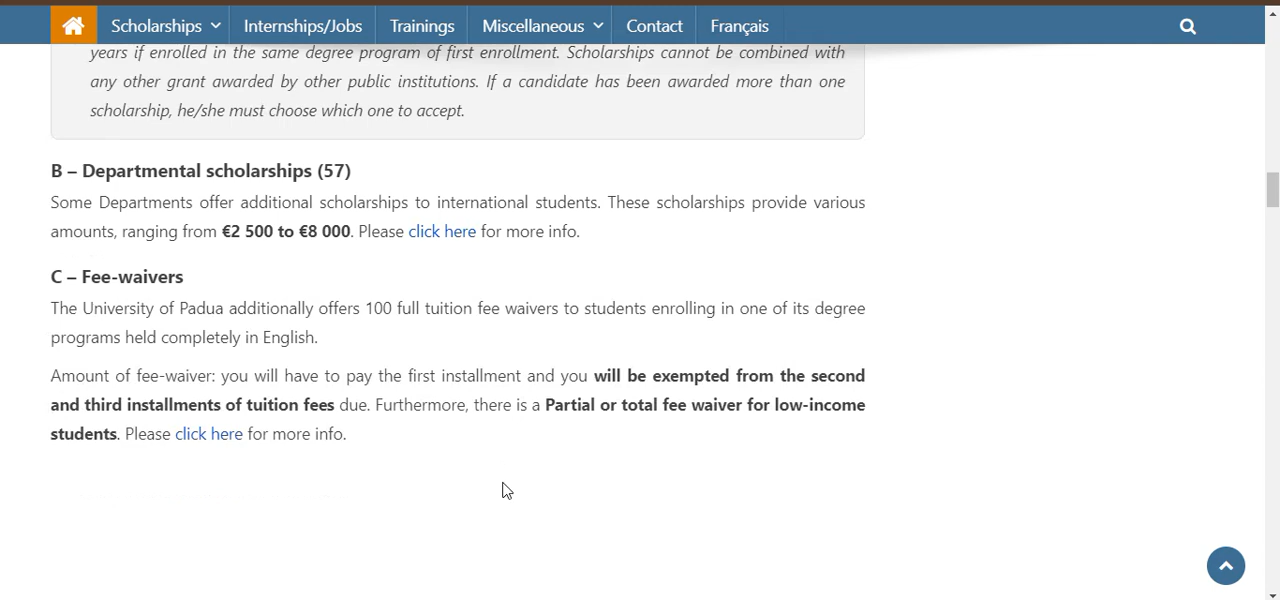 Scholarships Internships/Jobs Trainings Miscellaneous Contact Français
years if enrolled in the same degree program of first enrollment. Scholarships cannot be combined with
any other grant awarded by other public institutions. If a candidate has been awarded more than one
scholarship, he/she must choose which one to accept.
B – Departmental scholarships (57)
Some Departments offer additional scholarships to international students. These scholarships provide various
amounts, ranging from €2 500 to €8 000. Please click here for more info.
C – Fee-waivers
The University of Padua additionally offers 100 full tuition fee waivers to students enrolling in one of its degree
programs held completely in English.
Amount of fee-waiver: you will have to pay the first installment and you will be exempted from the second
and third installments of tuition fees due. Furthermore, there is a Partial or total fee waiver for low-income
students. Please click here for more info.